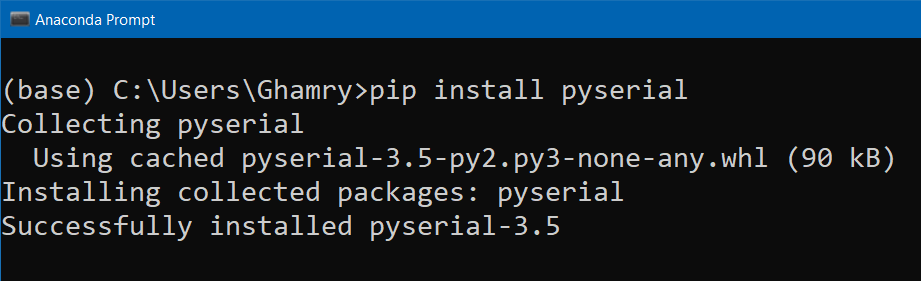 Anaconda Prompt
(base) C:\Users\Ghamry>pip install pyserial
Collecting pyserial
  Using cached pyserial-3.5-py2.py3-none-any.whl (90 kB)
Installing collected packages: pyserial
Successfully installed pyserial-3.5